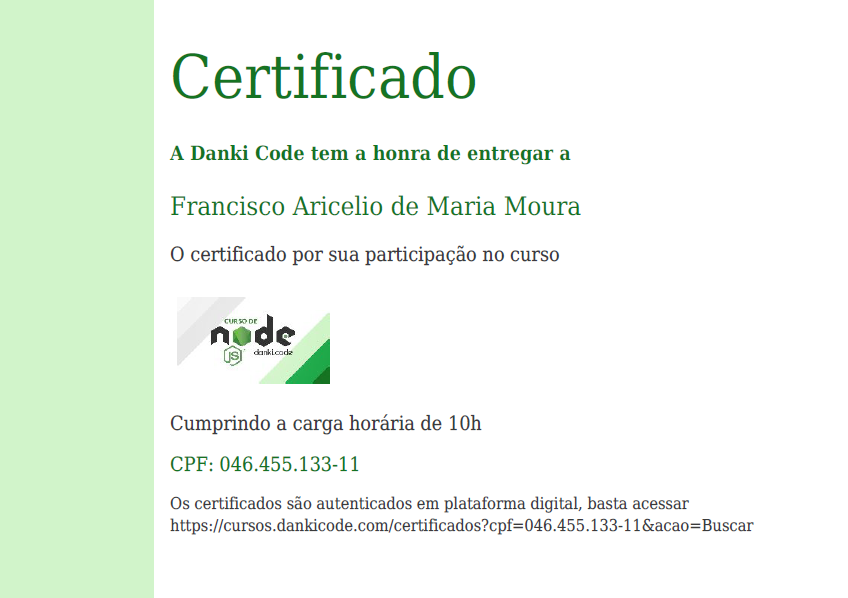 Certificado
A Danki Code tem a honra de entregar a
Francisco Aricelio de Maria Moura
O certificado por sua participação no curso
CURSO DE
node
JS
danki.code
Cumprindo a carga horária de 10h
CPF: 046.455.133-11
Os certificados são autenticados em plataforma digital, basta acessar
https://cursos.dankicode.com/certificados?cpf=046.455.133-11&acao=Buscar